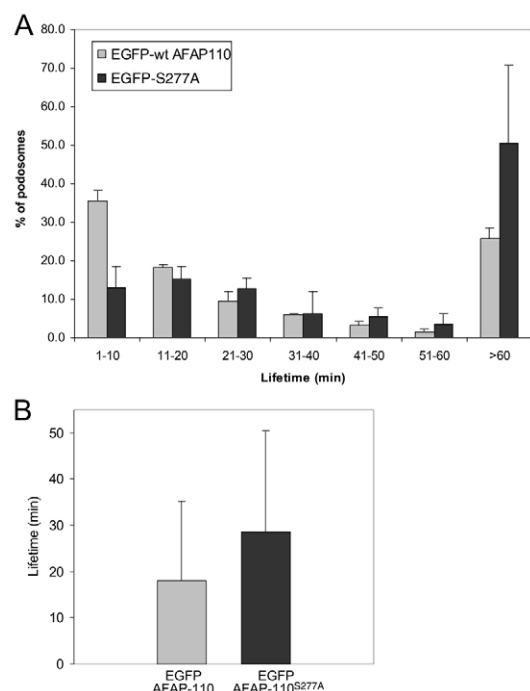 A
80.0
EGFP-wt AFAP110
EGFP-S277A
70.0
60.0
50.0
40.0
30.0
20.0
10.0
0.0
% of podosomes
1-10 11-20 21-30 31-40 41-50 51-60 >60
Lifetime (min)
B
50
40
30
20
10
0
Lifetime (min)
EGFP EGFP
AFAP-110 AFAP-110S277A